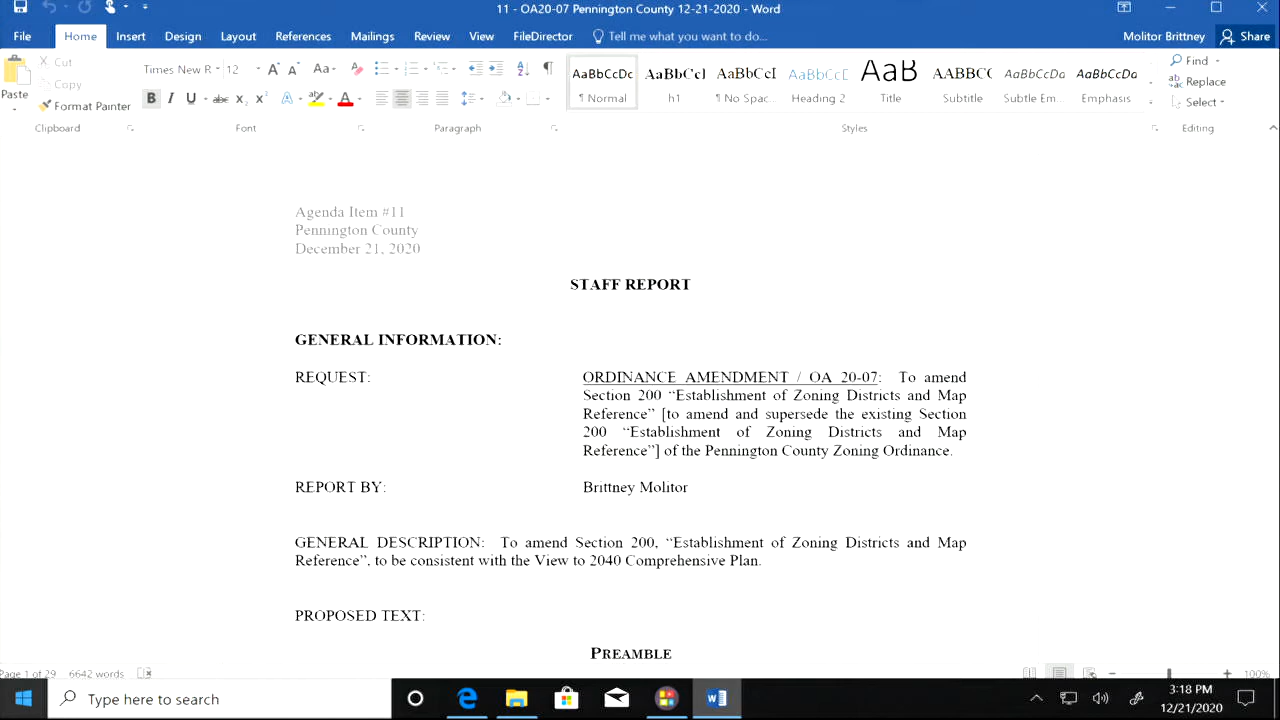 11 - OA20-07 Pennington County 12-21-2020 - Word
File Home Insert Design Layout References Mailings Review View FileDirector Tell me what you want to do... Molitor Brittney Share
Cut
Copy
Paste
Format Painter
Clipboard
Times New R 12
Font
Paragraph
AaBbCcDc AaBbCcI AaBbCcI AaBbCcE AaB AABBC AaBbCcDa AaBbCcDa
¶ Normal h1 ¶ No Spac... Heading 2 Title Subtitle Subtle Em... Emphasis
Styles
Find
Replace
Select
Editing
Agenda Item #11
Pennington County
December 21, 2020
STAFF REPORT
GENERAL INFORMATION:
REQUEST: ORDINANCE AMENDMENT / OA 20-07: To amend
Section 200 “Establishment of Zoning Districts and Map
Reference” [to amend and supersede the existing Section
200 “Establishment of Zoning Districts and Map
Reference”] of the Pennington County Zoning Ordinance.
REPORT BY: Brittney Molitor
GENERAL DESCRIPTION: To amend Section 200, “Establishment of Zoning Districts and Map
Reference”, to be consistent with the View to 2040 Comprehensive Plan.
PROPOSED TEXT:
PREAMBLE
Page 1 of 29 6642 words 100%
Type here to search
3:18 PM
12/21/2020